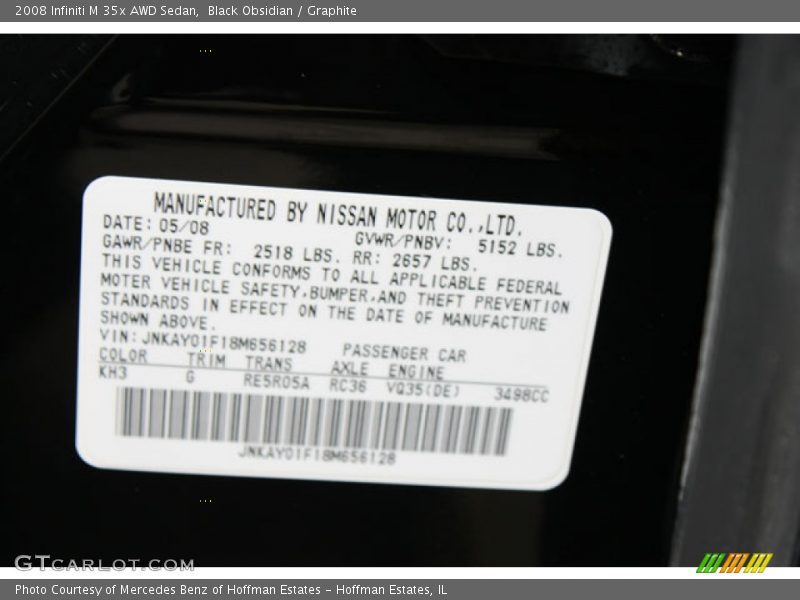 2008 Infiniti M 35x AWD Sedan,  Black Obsidian / Graphite
MANUFACTURED BY NISSAN MOTOR CO.,LTD.
DATE: 05/08 GVWR/PNBV: 5152 LBS.
GAWR/PNBE FR: 2518 LBS. RR: 2657 LBS.
THIS VEHICLE CONFORMS TO ALL APPLICABLE FEDERAL
MOTOR VEHICLE SAFETY,BUMPER,AND THEFT PREVENTION
STANDARDS IN EFFECT ON THE DATE OF MANUFACTURE
SHOWN ABOVE.
VIN: JNKAY01F18M656128 PASSENGER CAR
COLOR TRIM TRANS AXLE ENGINE
KH3 G RE5R05A RC36 VQ35(DE) 3498CC
JNKAY01F18M656128
GTCARLOT.COM
Photo Courtesy of Mercedes Benz of Hoffman Estates - Hoffman Estates, IL